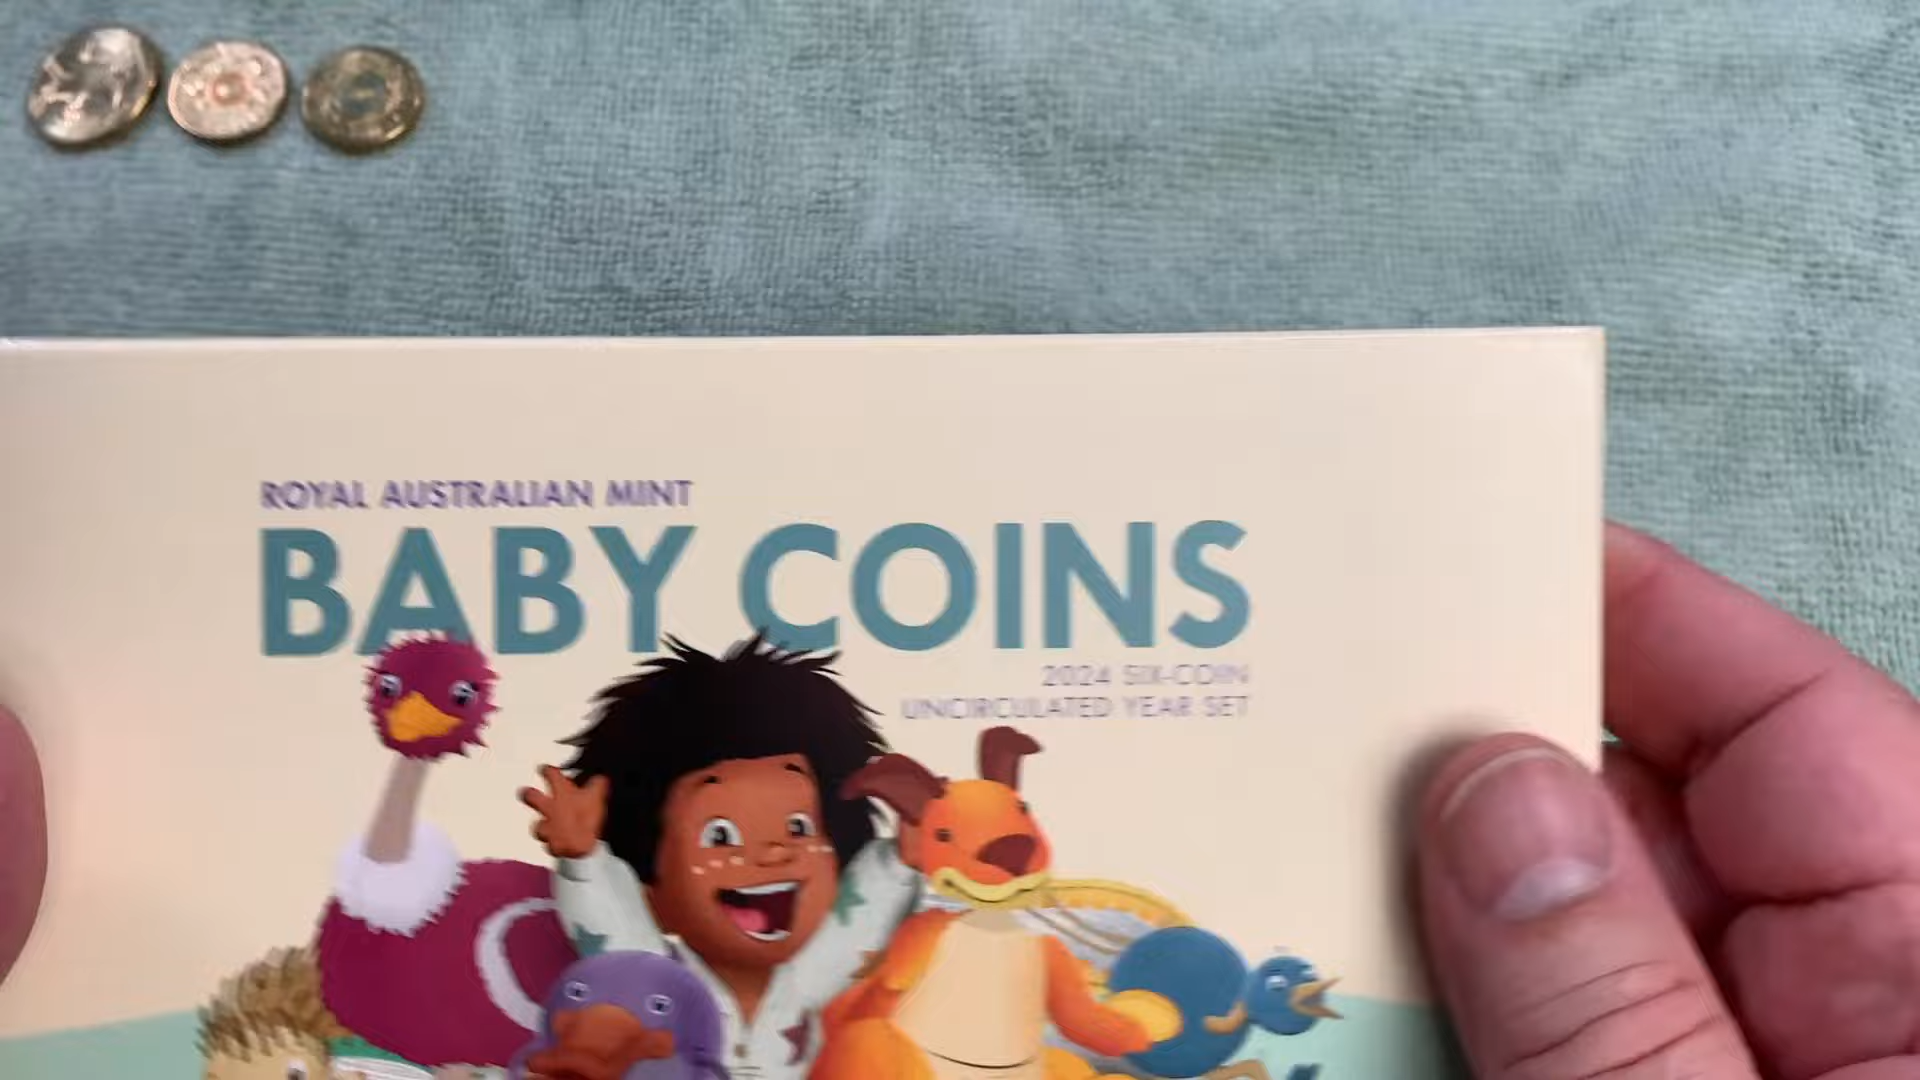 ROYAL AUSTRALIAN MINT
BABY COINS
2024 SIX-COIN
UNCIRCULATED YEAR SET